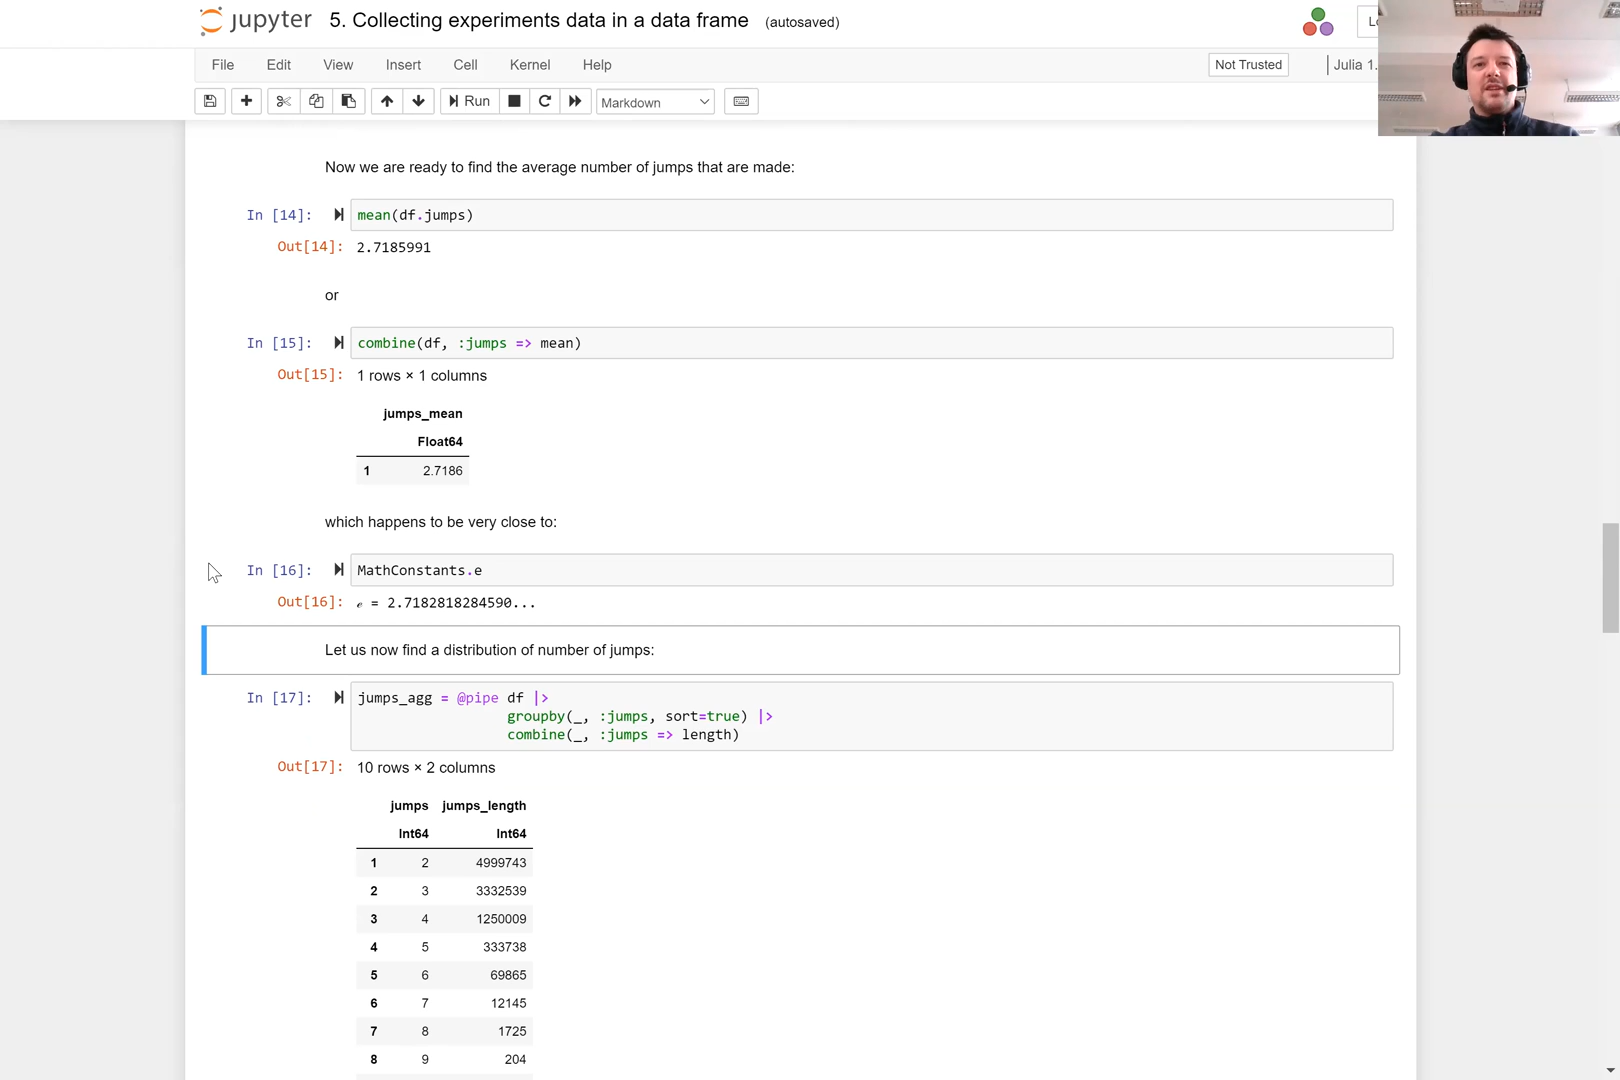 jupyter 5. Collecting experiments data in a data frame (autosaved)
File Edit View Insert Cell Kernel Help Not Trusted Julia 1.
Run Markdown
Now we are ready to find the average number of jumps that are made:
In [14]: mean(df.jumps)
Out[14]: 2.7185991
or
In [15]: combine(df, :jumps => mean)
Out[15]: 1 rows × 1 columns
jumps_mean
Float64
1 2.7186
which happens to be very close to:
In [16]: MathConstants.e
Out[16]: ℯ = 2.7182818284590...
Let us now find a distribution of number of jumps:
In [17]: jumps_agg = @pipe df |>
groupby(_, :jumps, sort=true) |>
combine(_, :jumps => length)
Out[17]: 10 rows × 2 columns
jumps jumps_length
Int64 Int64
1 2 4999743
2 3 3332539
3 4 1250009
4 5 333738
5 6 69865
6 7 12145
7 8 1725
8 9 204